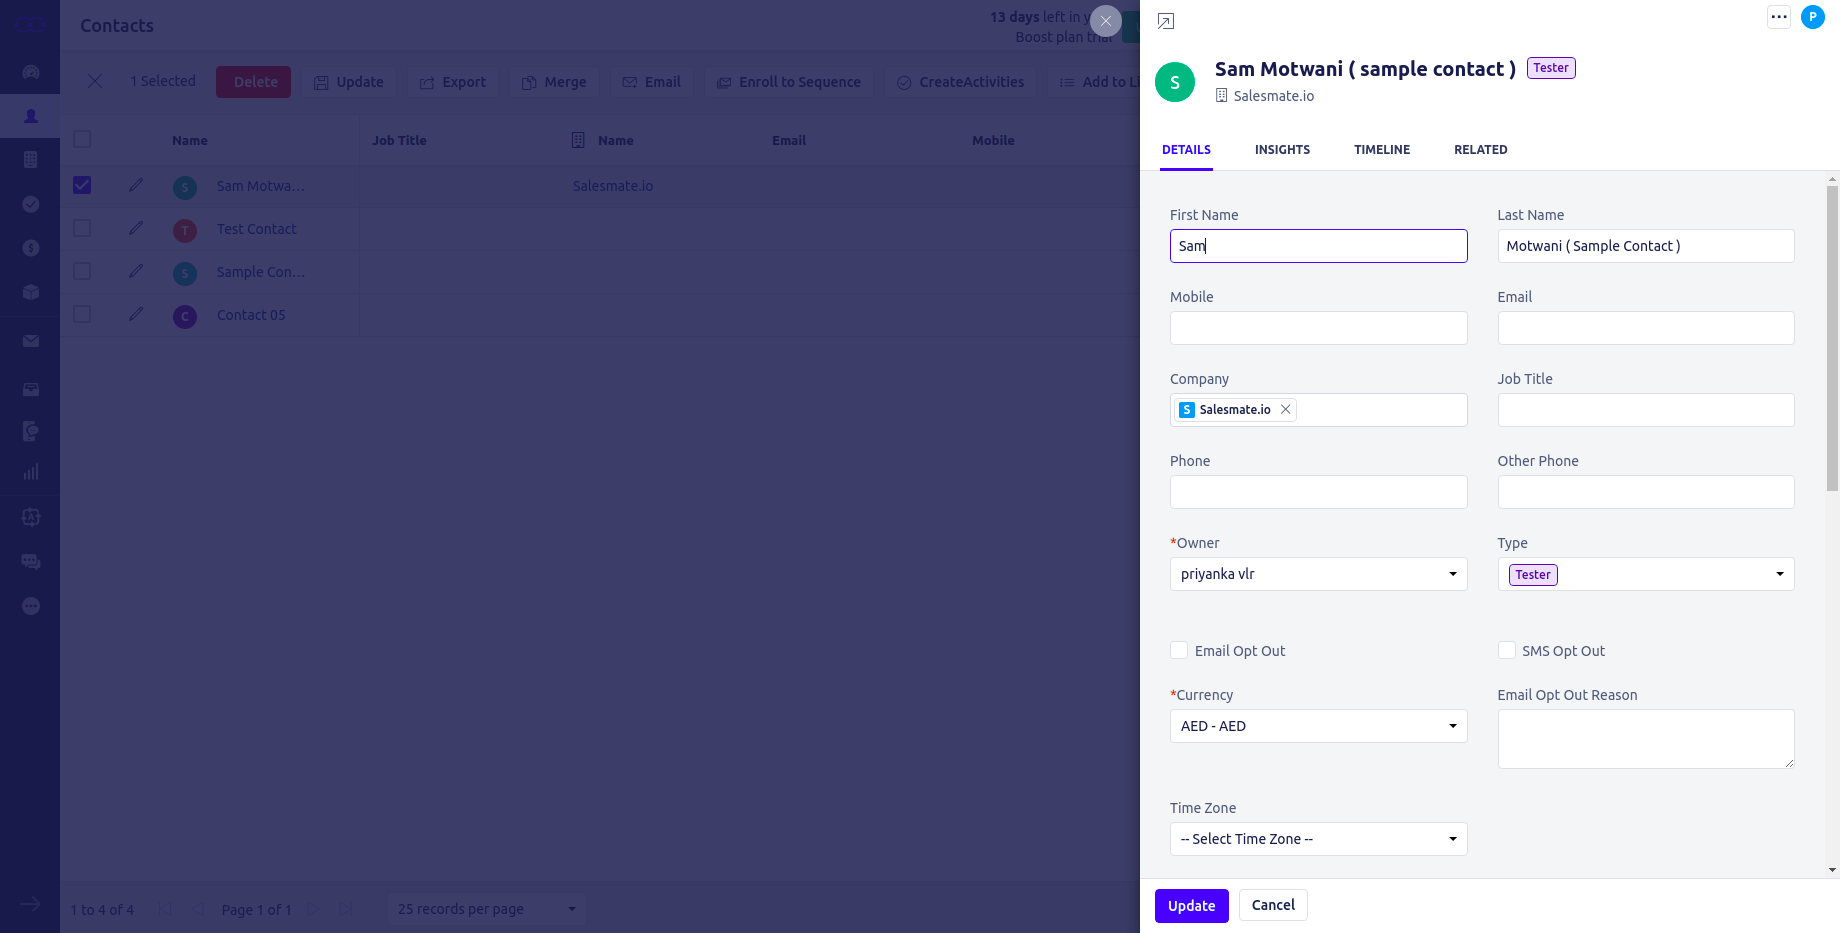 Contacts
13 days left in y
Boost plan trial
1 Selected
Delete
Update
Export
Merge
Email
Enroll to Sequence
CreateActivities
Add to Li
Name
Job Title
Name
Email
Mobile
S
Sam Motwa...
Salesmate.io
T
Test Contact
S
Sample Con...
C
Contact 05
1 to 4 of 4
Page 1 of 1
25 records per page
P
S
Sam Motwani ( sample contact )
Tester
Salesmate.io
DETAILS
INSIGHTS
TIMELINE
RELATED
First Name
Last Name
Sam
Motwani ( Sample Contact )
Mobile
Email
Company
Job Title
S Salesmate.io
Phone
Other Phone
*Owner
Type
priyanka vlr
Tester
Email Opt Out
SMS Opt Out
*Currency
Email Opt Out Reason
AED - AED
Time Zone
-- Select Time Zone --
Update
Cancel